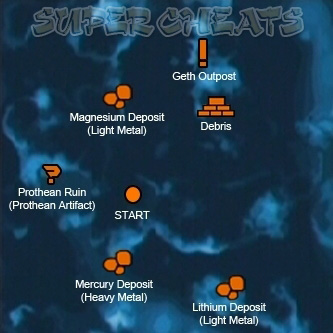 SUPER CHEATS
Geth Outpost
Magnesium Deposit
(Light Metal)
Debris
Prothean Ruin
(Prothean Artifact)
START
Mercury Deposit
(Heavy Metal)
Lithium Deposit
(Light Metal)